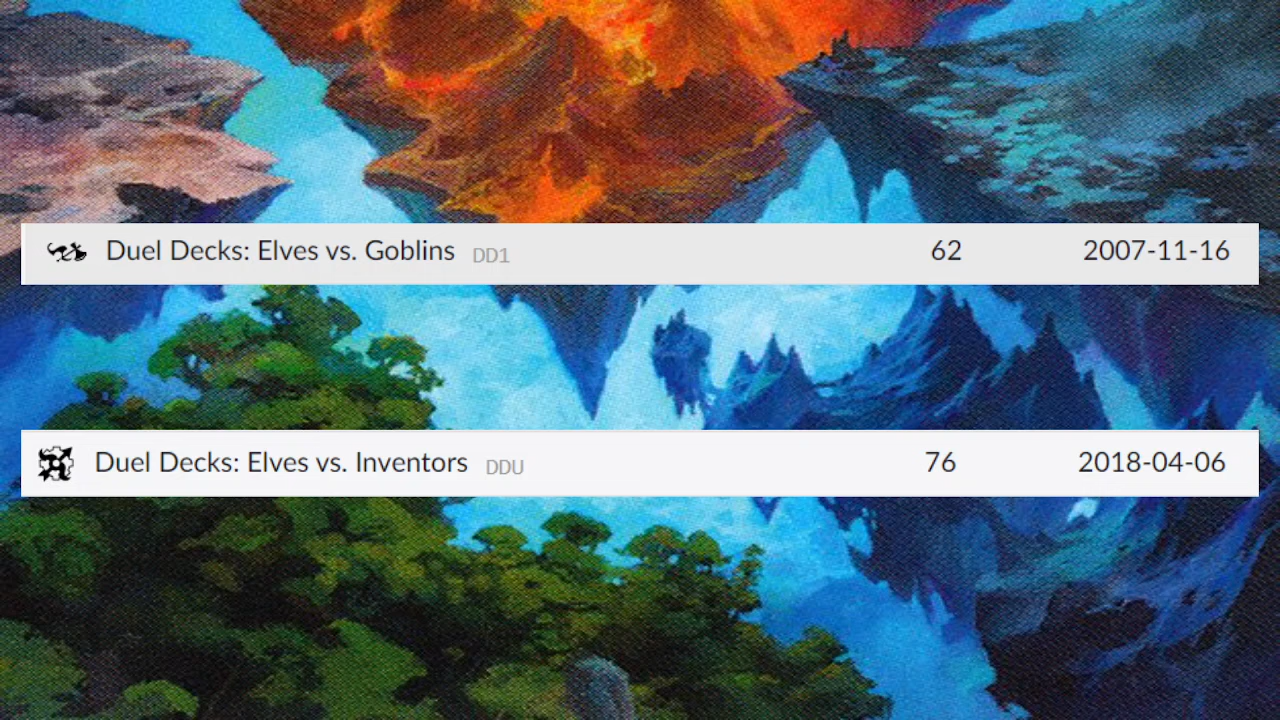 Duel Decks: Elves vs. Goblins DD1 62 2007-11-16
Duel Decks: Elves vs. Inventors DDU 76 2018-04-06